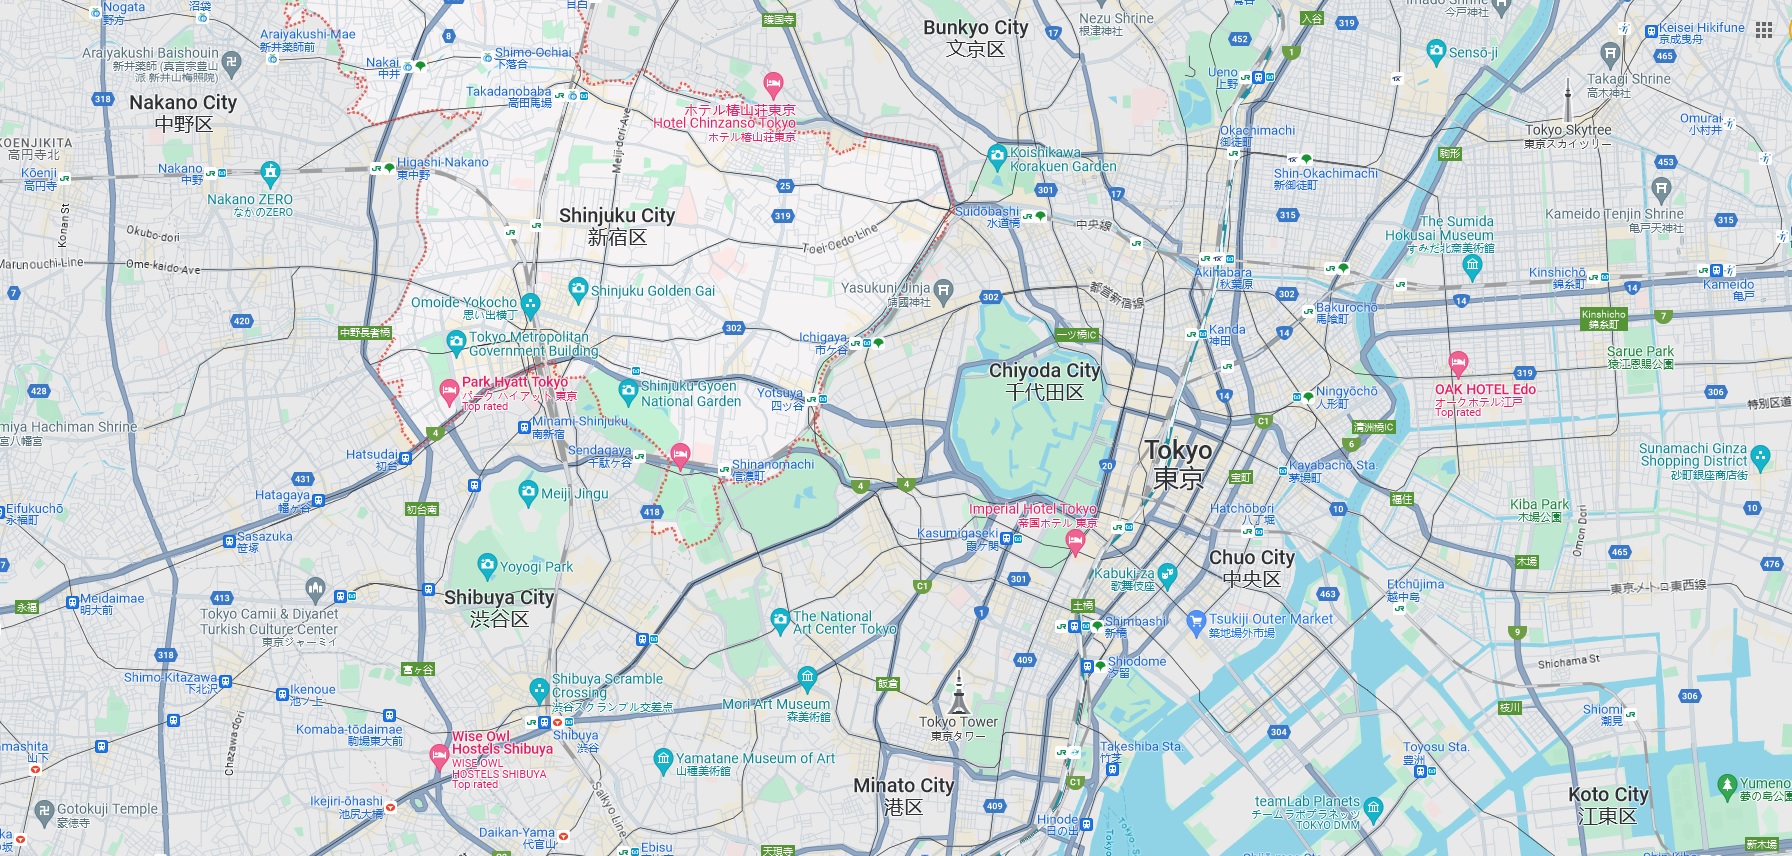 Nogata
野方
沼袋
目白
護国寺
Bunkyo City
文京区
Nezu Shrine
根津神社
入谷
319
今戸神社
Keisei Hikifune
京成曳舟
465
Araiyakushi-Mae
新井薬師前
8
17
452
1
Sensō-ji
Araiyakushi Baishouin
新井薬師 (真言宗豊山
派 新井山梅照院)
Nakai
中井
Shimo-Ochiai
下落合
Ueno
上野
Takagi Shrine
高木神社
318
Nakano City
中野区
Takadanobaba
高田馬場
ホテル椿山荘東京
Hotel Chinzanso Tokyo
ホテル椿山荘東京
Meiji-dori Ave
Okachimachi
御徒町
Tokyo Skytree
東京スカイツリー
Omurai
小村井
KOENJIKITA
高円寺北
Kōenji
高円寺
Nakano
中野
Higashi-Nakano
東中野
Koishikawa
Korakuen Garden
Shin-Okachimachi
新御徒町
駒形
453
Nakano ZERO
なかのZERO
25
301
17
Konan St
Shinjuku City
新宿区
319
Suidōbashi
水道橋
中央線
315
The Sumida
Hokusai Museum
すみだ北斎美術館
Kameido Tenjin Shrine
亀戸天神社
315
Okubo-dori
Toei Oedo Line
Marunouchi-Line
Ome-kaido Ave
Akihabara
秋葉原
Kinshichō
錦糸町
Kameido
亀戸
7
Omoide Yokocho
思い出横丁
Shinjuku Golden Gai
Yasukuni Jinja
靖國神社
302
都営新宿線
302
Bakurochō
馬喰町
14
14
420
中野長者橋
302
Ichigaya
市ケ谷
一ツ橋IC
Kanda
神田
14
Kinshicho
錦糸町
7
Tokyo Metropolitan
Government Building
Chiyoda City
千代田区
Sarue Park
猿江恩賜公園
428
Park Hyatt Tokyo
パーク ハイアット 東京
Top rated
Shinjuku Gyoen
National Garden
Yotsuya
四ツ谷
14
Ningyōchō
人形町
OAK HOTEL Edo
オークホテル江戸
Top rated
319
306
特別区道
Minami-Shinjuku
南新宿
4
C1
清洲橋IC
6
Hatsudai
初台
Sendagaya
千駄ケ谷
Shinanomachi
信濃町
Tokyo
東京
20
Kayabacho Sta.
茅場町
宝町
Sunamachi Ginza
Shopping District
砂町銀座商店街
431
Hatagaya
幡ヶ谷
初台南
Meiji Jingu
418
4
4
Imperial Hotel Tokyo
帝国ホテル 東京
Hatchōbori
八丁堀
10
福住
Kiba Park
木場公園
10
Eifukuchō
永福町
Sasazuka
笹塚
Kasumigaseki
霞ケ関
Chuo City
中央区
465
476
木場
Yoyogi Park
Shibuya City
渋谷区
C1
301
Kabuki-za
歌舞伎座
463
Etchūjima
越中島
東京メトロ東西線
永福
Meidaimae
明大前
413
Tokyo Camii & Diyanet
Turkish Culture Center
東京ジャーミイ
The National
Art Center Tokyo
1
土橋
Shimbashi
新橋
Tsukiji Outer Market
築地場外市場
9
318
富ヶ谷
409
Shiodome
汐留
Shichama St
Shimo-Kitazawa
下北沢
Ikenoue
池ノ上
Shibuya Scramble
Crossing
渋谷スクランブル交差点
Mori Art Museum
森美術館
飯倉
Tokyo Tower
東京タワー
306
枝川
Shiomi
潮見
Komaba-tōdaimae
駒場東大前
Shibuya
渋谷
304
Chazawa dori
Wise Owl
Hostels Shibuya
WISE OWL
HOSTELS SHIBUYA
Top rated
Yamatane Museum of Art
山種美術館
Takeshiba Sta.
竹芝
Toyosu Sta.
豊洲
Minato City
港区
C1
Koto City
江東区
Gotokuji Temple
豪徳寺
Ikejiri-ōhashi
池尻大橋
Saikyo Line
Daikan-Yama
代官山
409
Hinode
日の出
teamLab Planets
チームラボプラネッツ
TOKYO DMM
夢の島公園
Ebisu
天現寺
新木場